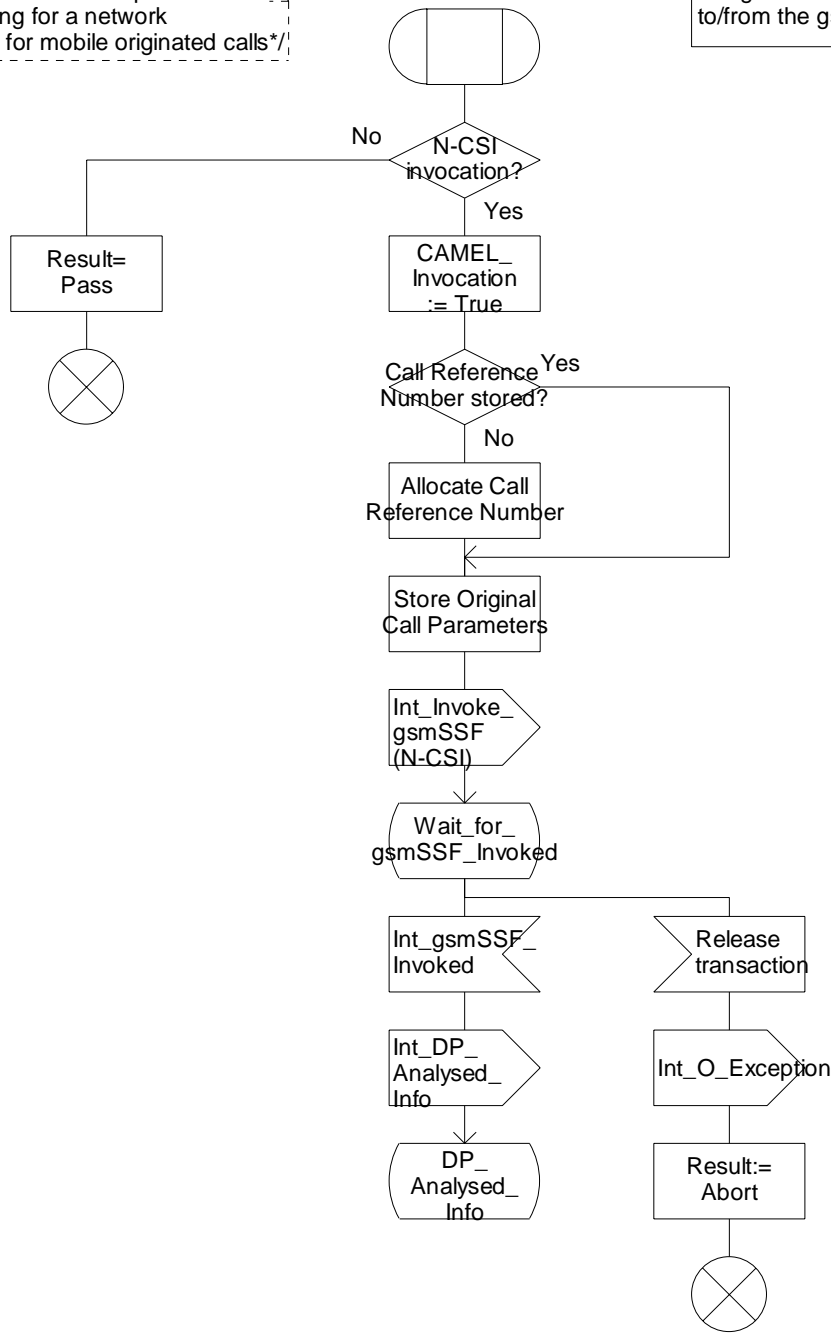 ng for a network
for mobile originated calls*/
to/from the g
No
N-CSI
invocation?
Yes
Result=
Pass
CAMEL_
Invocation
:= True
Call Reference
Number stored?
Yes
No
Allocate Call
Reference Number
Store Original
Call Parameters
Int_Invoke_
gsmSSF
(N-CSI)
Wait_for_
gsmSSF_Invoked
Int_gsmSSF_
Invoked
Release
transaction
Int_DP_
Analysed_
Info
Int_O_Exception
DP_
Analysed_
Info
Result:=
Abort